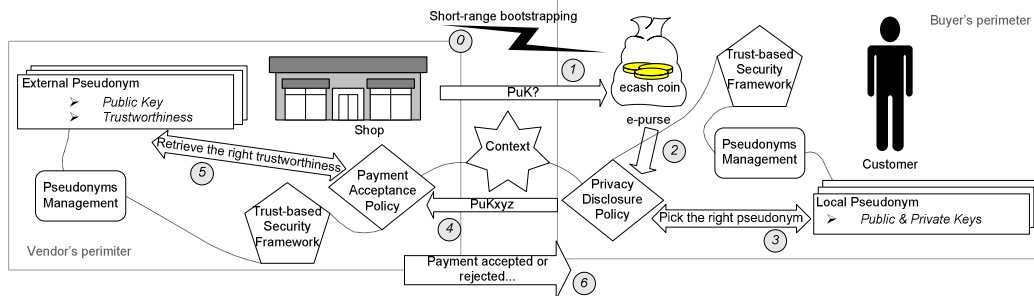 Short-range bootstrapping
0
Buyer's perimeter
External Pseudonym
➢ Public Key
➢ Trustworthiness
Shop
1
PuK?
ecash coin
e-purse
2
Trust-based
Security
Framework
Pseudonyms
Management
Customer
Retrieve the right trustworthiness
5
Context
Payment
Acceptance
Policy
Privacy
Disclosure
Policy
PuKxyz
4
Pick the right pseudonym
3
Local Pseudonym
➢ Public & Private Keys
Pseudonyms
Management
Trust-based
Security
Framework
Vendor's perimiter
Payment accepted or
rejected...
6